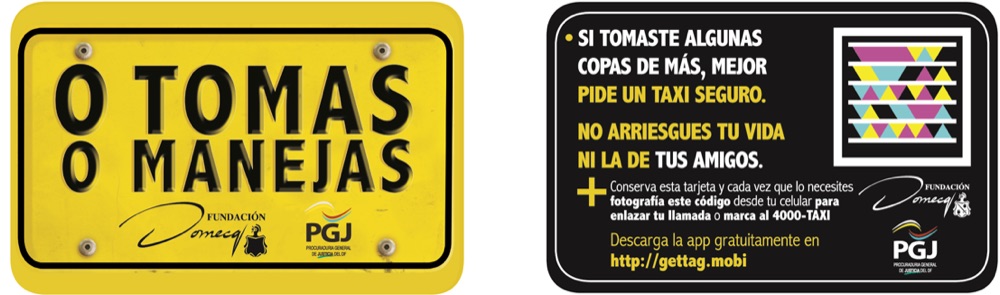 O TOMAS
O MANEJAS
FUNDACIÓN
Domecq
PGJ
PROCURADURÍA GENERAL
DE JUSTICIA DEL DF
• SI TOMASTE ALGUNAS
COPAS DE MÁS, MEJOR
PIDE UN TAXI SEGURO.
NO ARRIESGUES TU VIDA
NI LA DE TUS AMIGOS.
+ Conserva esta tarjeta y cada vez que lo necesites
fotografía este código desde tu celular para
enlazar tu llamada o marca al 4000-TAXI
Descarga la app gratuitamente en
http://gettag.mobi
FUNDACIÓN
Domecq
PGJ
PROCURADURÍA GENERAL
DE JUSTICIA DEL DF